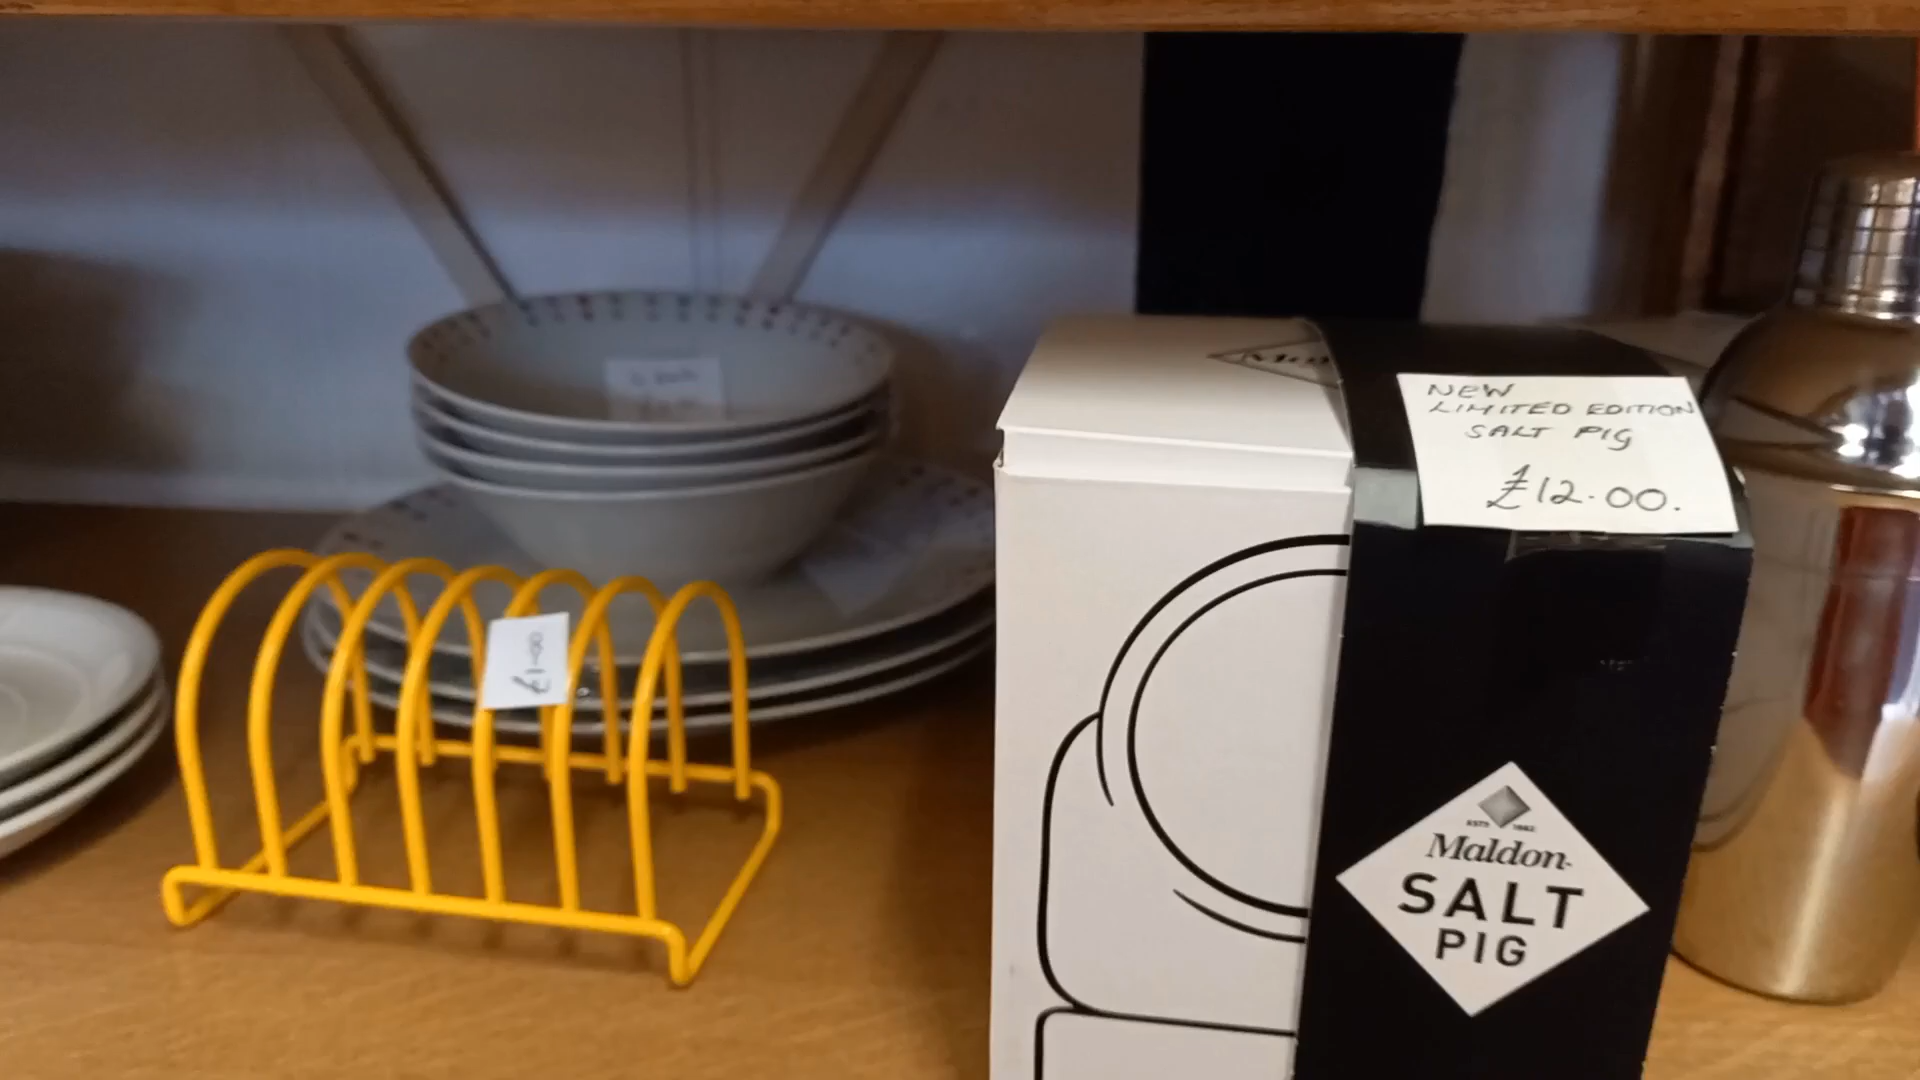 NEW
LIMITED EDITION
SALT PIG
£12.00.
£1-00
ESTD 1882
Maldon
SALT
PIG